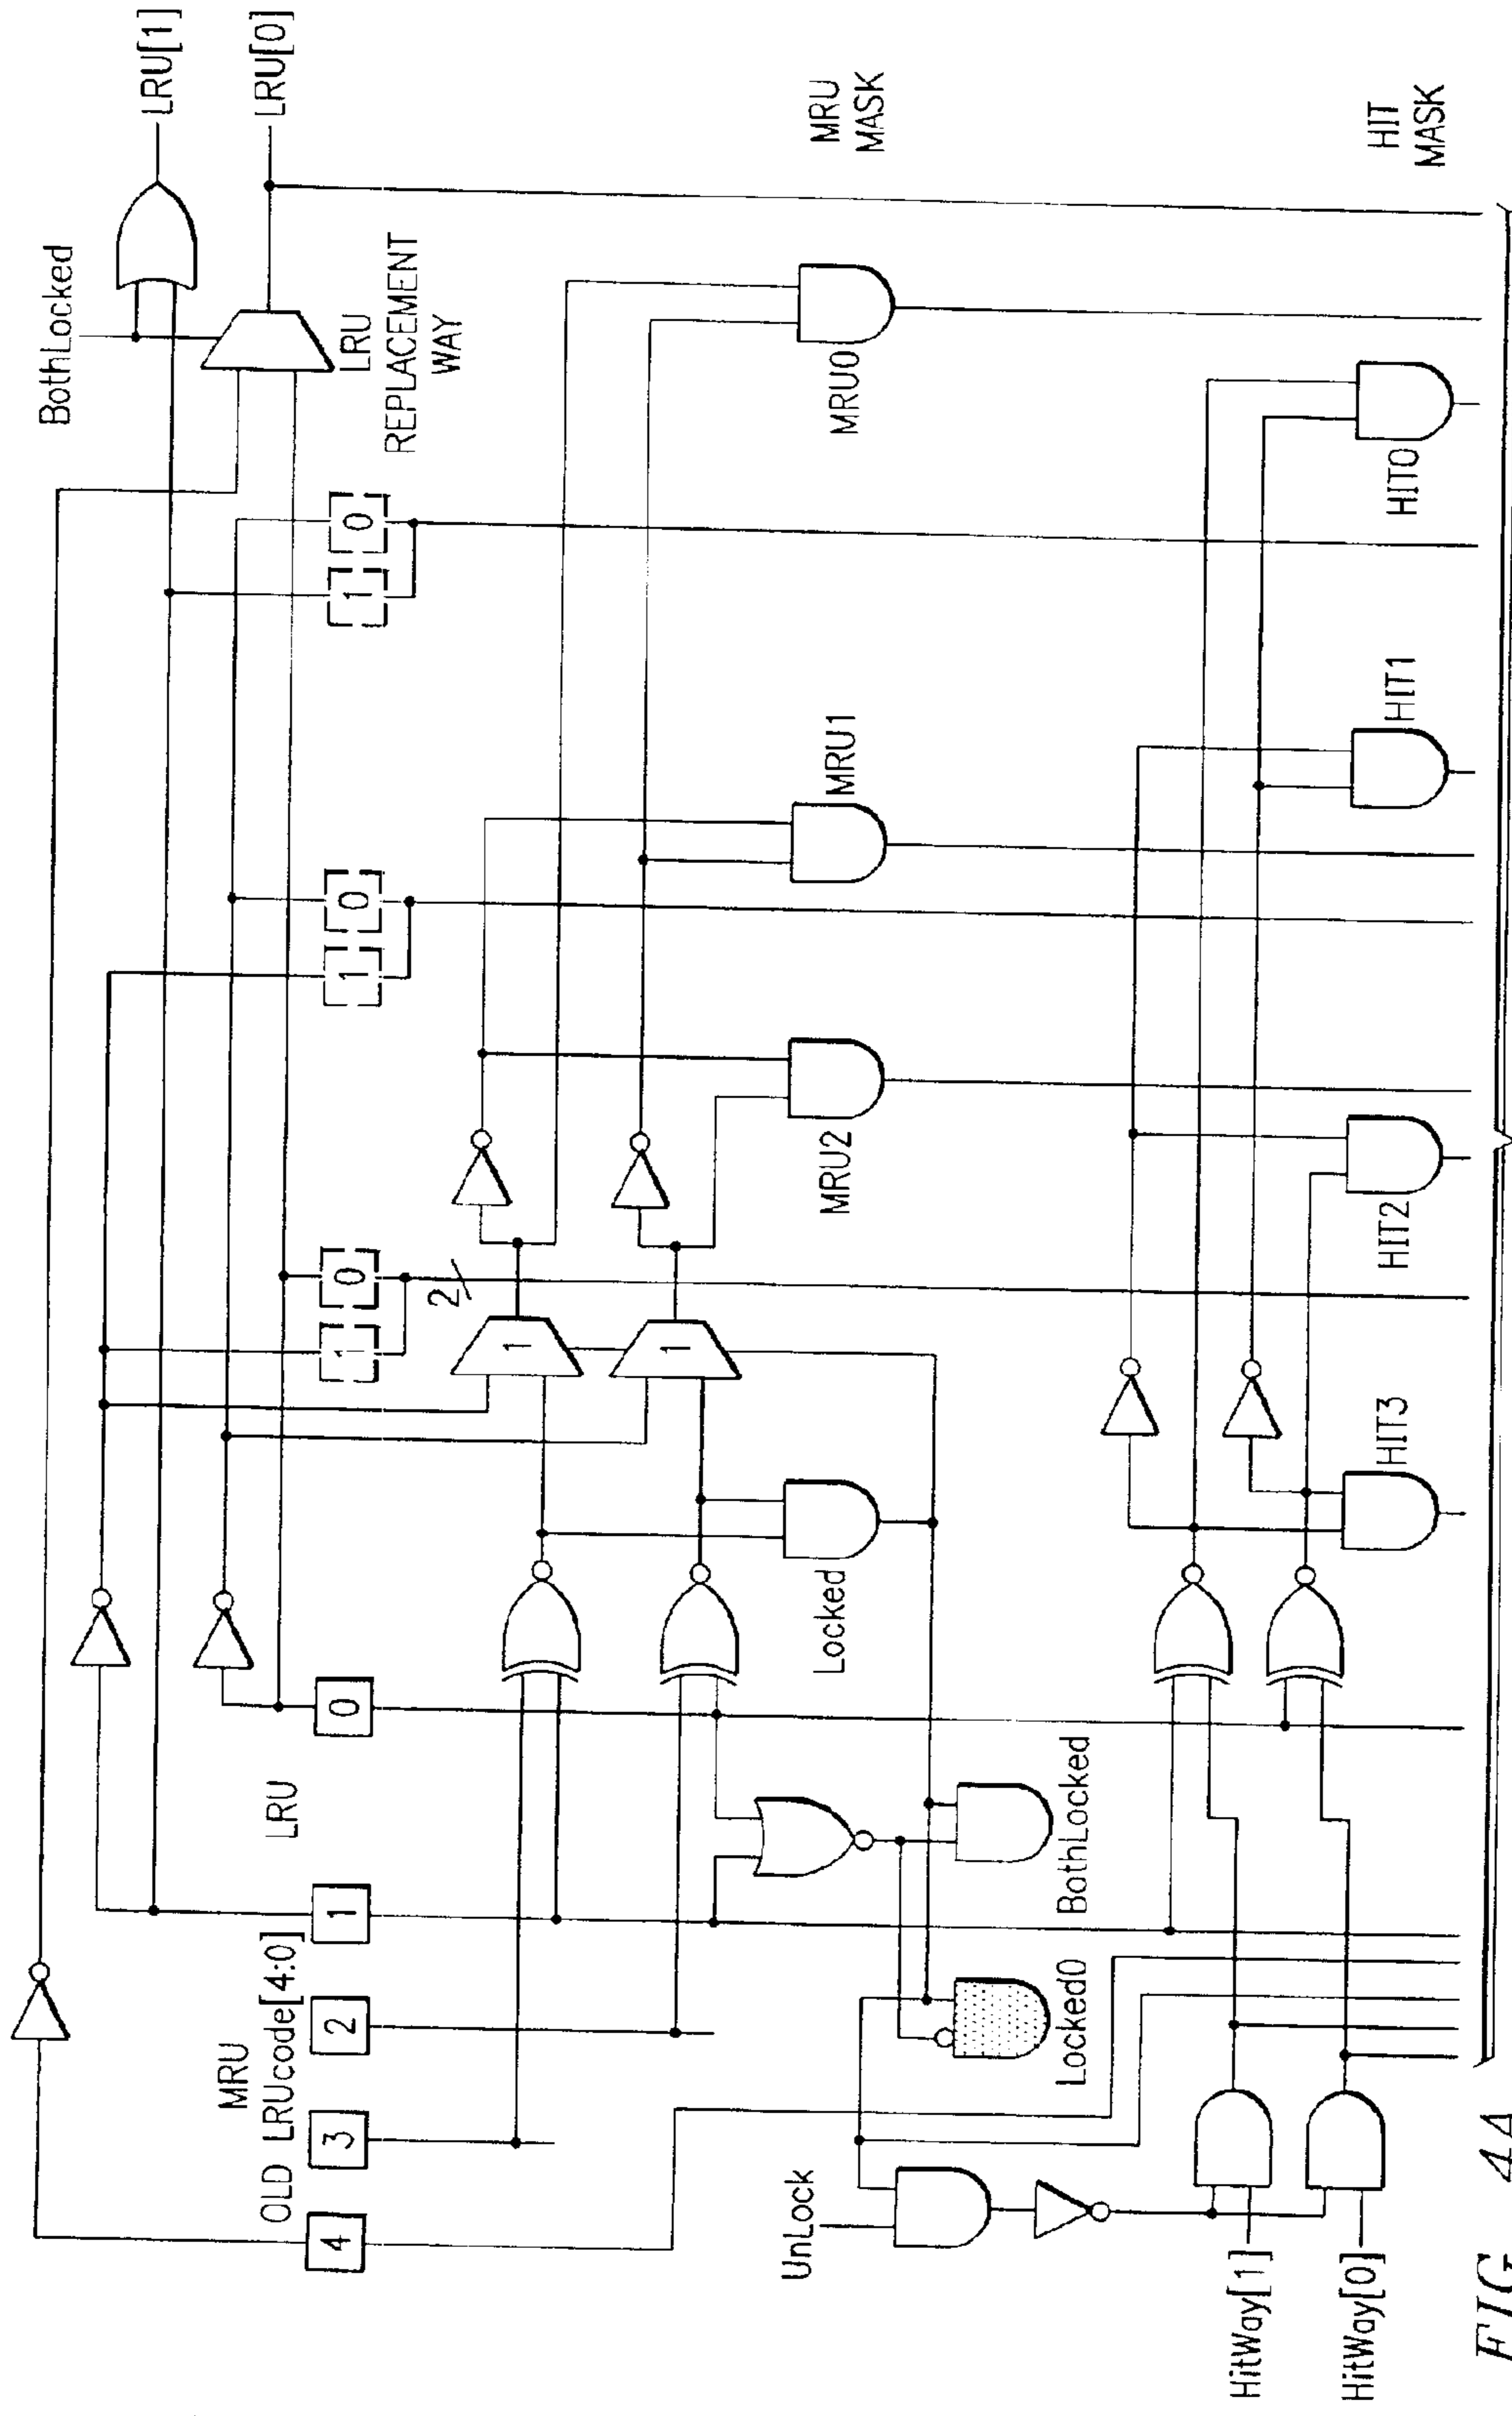 BothLocked
LRU[1]
LRU[0]
LRU
REPLACEMENT
WAY
MRU
OLD LRUcode[4:0]
LRU
4
3
2
1
0
1
0
1
0
1
0
2
1
1
MRU
MASK
MRU2
MRU1
MRU0
Locked
UnLock
Locked0
BothLocked
HIT
MASK
HIT3
HIT2
HIT1
HIT0
HitWay[1]
HitWay[0]
FIG. 4A